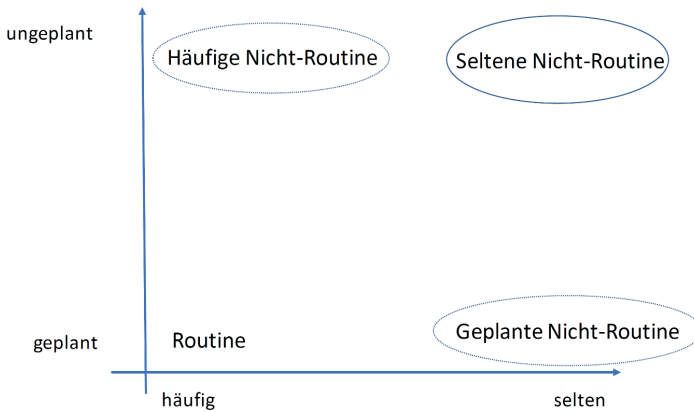 ungeplant
Häufige Nicht-Routine
Seltene Nicht-Routine
geplant
Routine
Geplante Nicht-Routine
häufig
selten